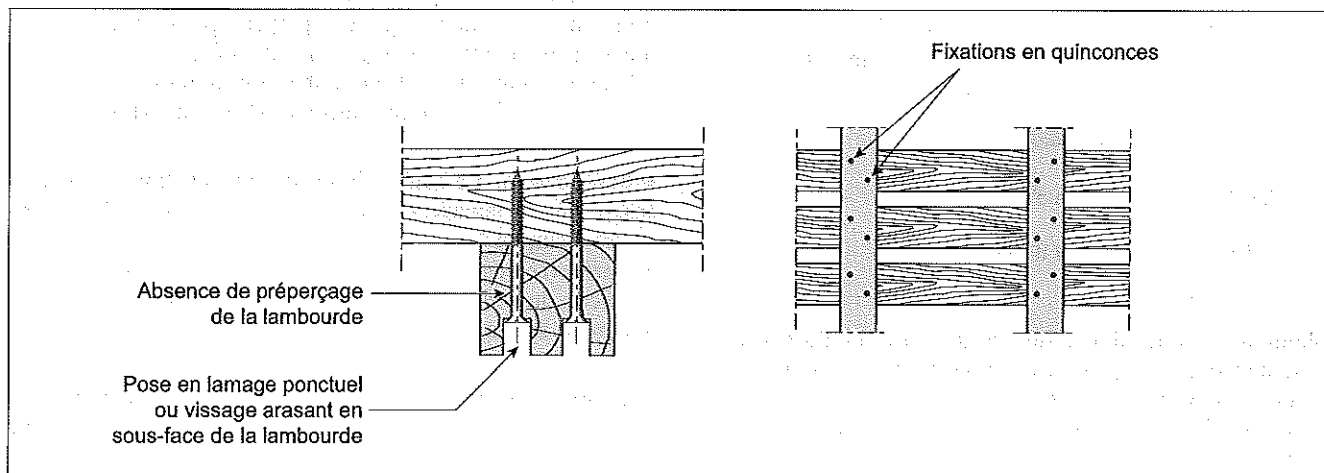 Fixations en quinconces
Absence de préperçage
de la lambourde
Pose en lamage ponctuel
ou vissage arasant en
sous-face de la lambourde